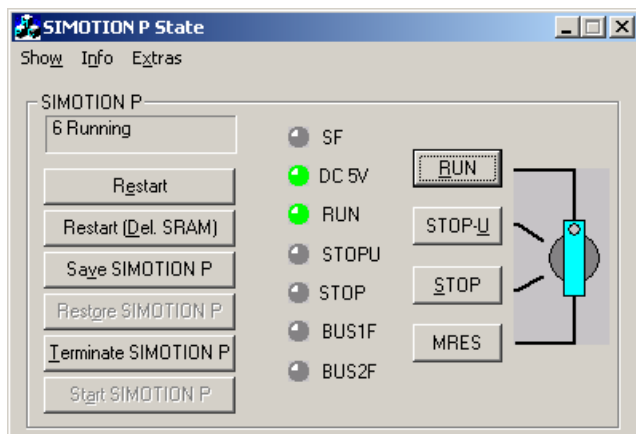 SIMOTION P State
Show Info Extras
SIMOTION P
6 Running
Restart
Restart (Del. SRAM)
Save SIMOTION P
Restore SIMOTION P
Terminate SIMOTION P
Start SIMOTION P
SF
DC 5V
RUN
STOPU
STOP
BUS1F
BUS2F
RUN
STOP-U
STOP
MRES